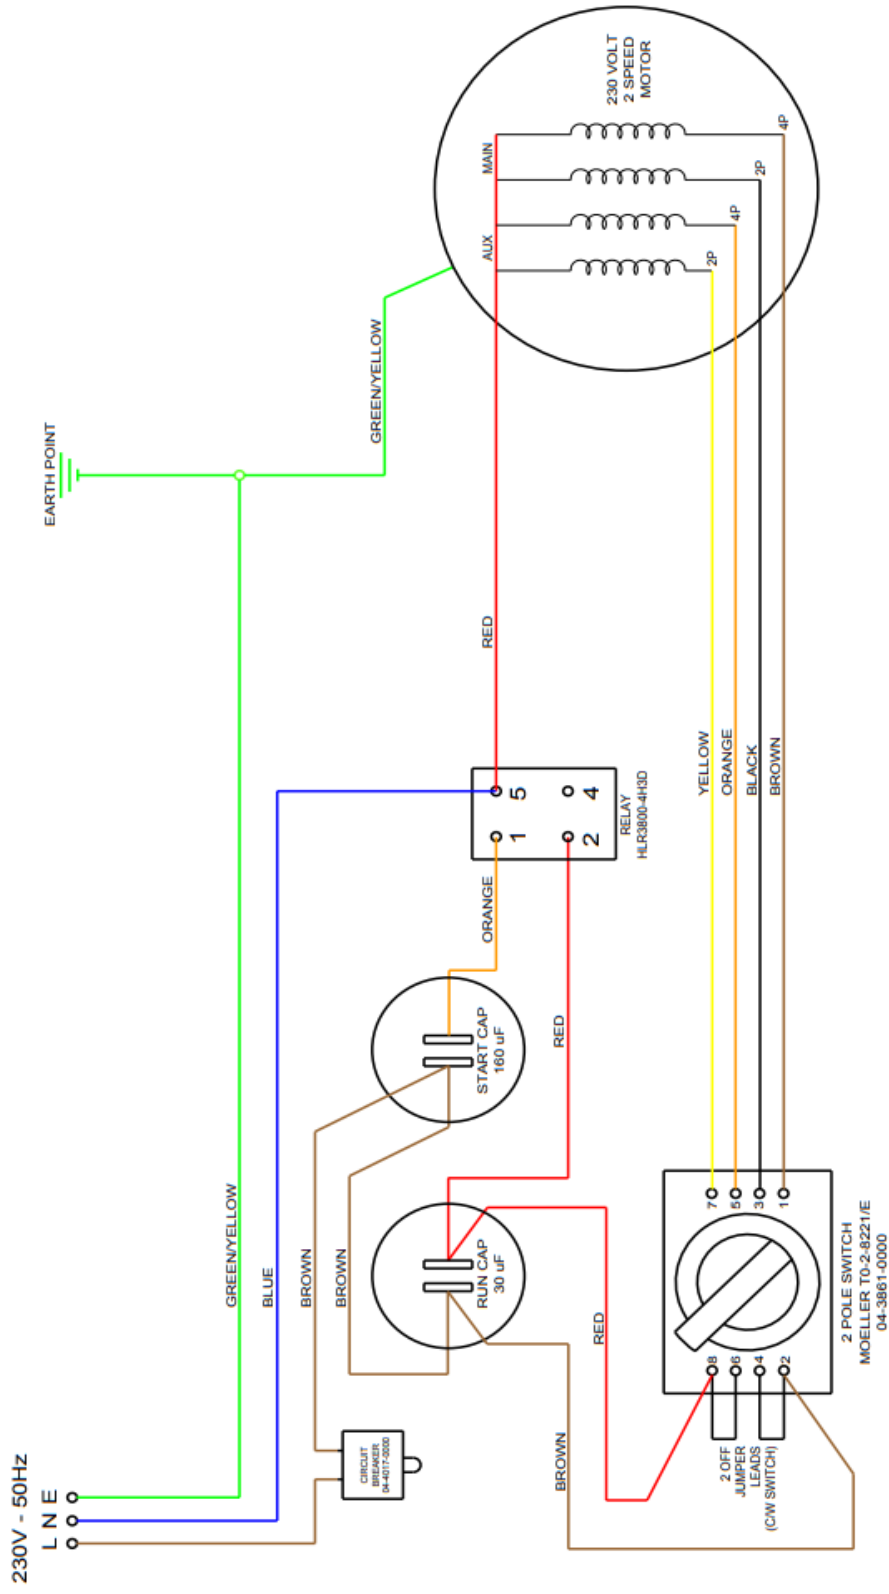 230V - 50Hz
L N E
EARTH POINT
GREEN/YELLOW
GREEN/YELLOW
BLUE
BROWN
BROWN
CIRCUIT
BREAKER
04-4017-0000
START CAP
160 uF
RUN CAP
30 uF
ORANGE
RED
RED
BROWN
RED
1 5
2 4
RELAY
HLR3800-4H3D
230 VOLT
2 SPEED
MOTOR
AUX MAIN
2P 4P 2P 4P
YELLOW
ORANGE
BLACK
BROWN
8 7
6 5
4 3
2 1
2 OFF
JUMPER
LEADS
(C/W SWITCH)
2 POLE SWITCH
MOELLER T0-2-8221/E
04-3861-0000